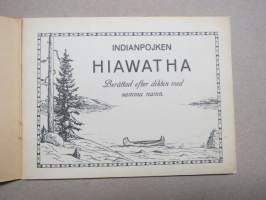 INDIANPOJKEN
HIAWATHA
Berättad efter dikten med
samma namn.